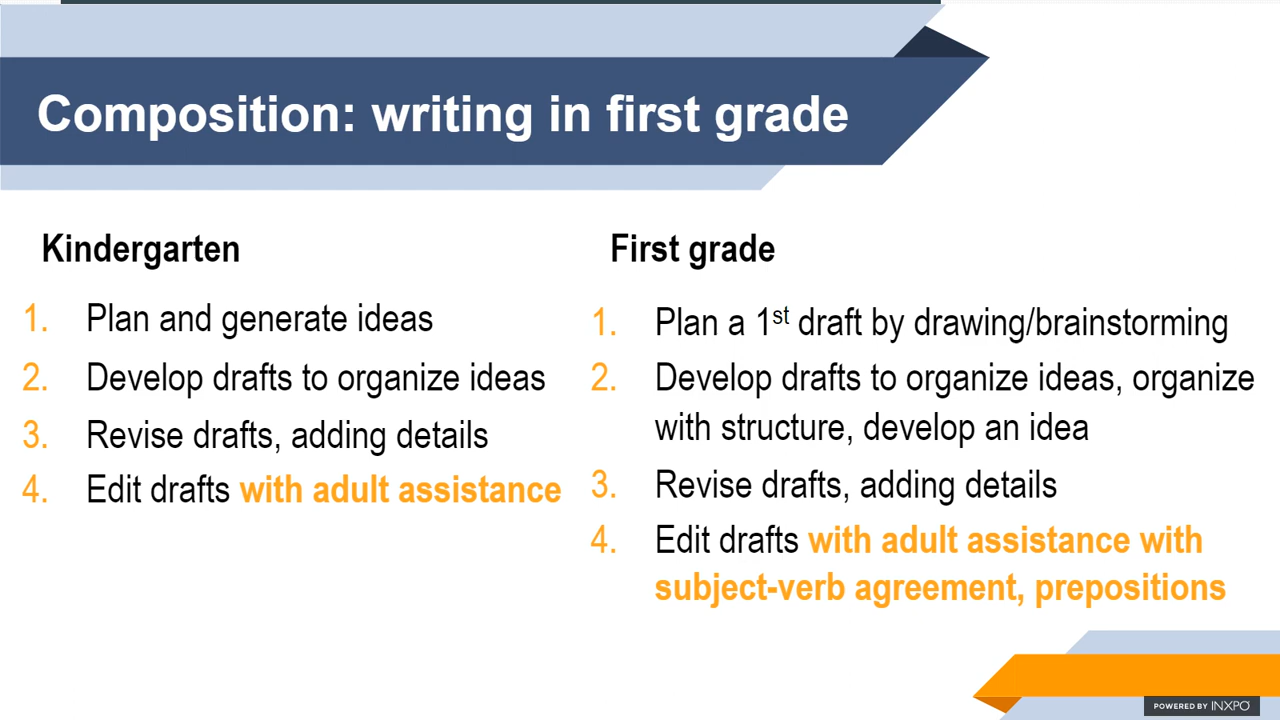 Composition: writing in first grade
Kindergarten
1. Plan and generate ideas
2. Develop drafts to organize ideas
3. Revise drafts, adding details
4. Edit drafts with adult assistance
First grade
1. Plan a 1st draft by drawing/brainstorming
2. Develop drafts to organize ideas, organize
with structure, develop an idea
3. Revise drafts, adding details
4. Edit drafts with adult assistance with
subject-verb agreement, prepositions
POWERED BY INXPO